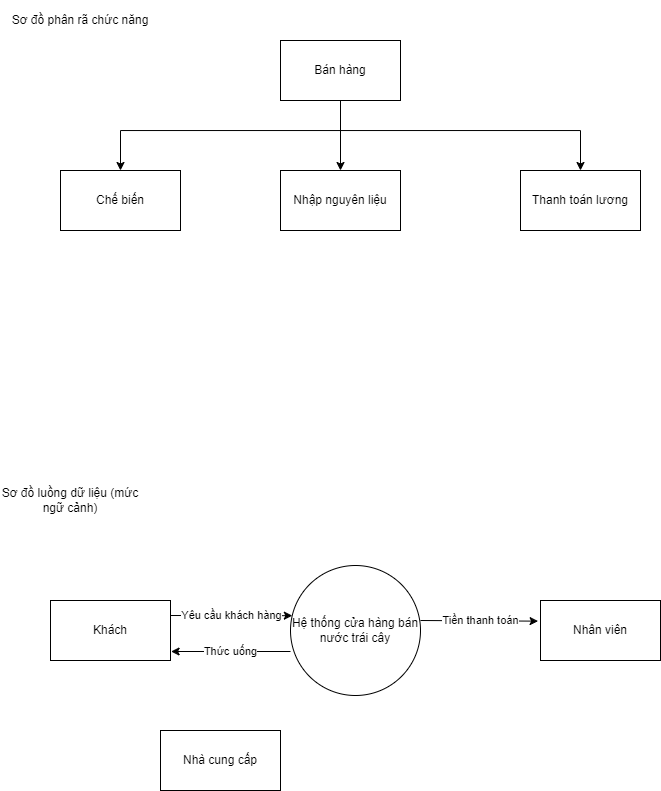 Sơ đồ phân rã chức năng
Bán hàng
Chế biến
Nhập nguyên liệu
Thanh toán lương
Sơ đồ luồng dữ liệu (mức
ngữ cảnh)
Khách
Yêu cầu khách hàng
Thức uống
Hệ thống cửa hàng bán
nước trái cây
Tiền thanh toán
Nhân viên
Nhà cung cấp